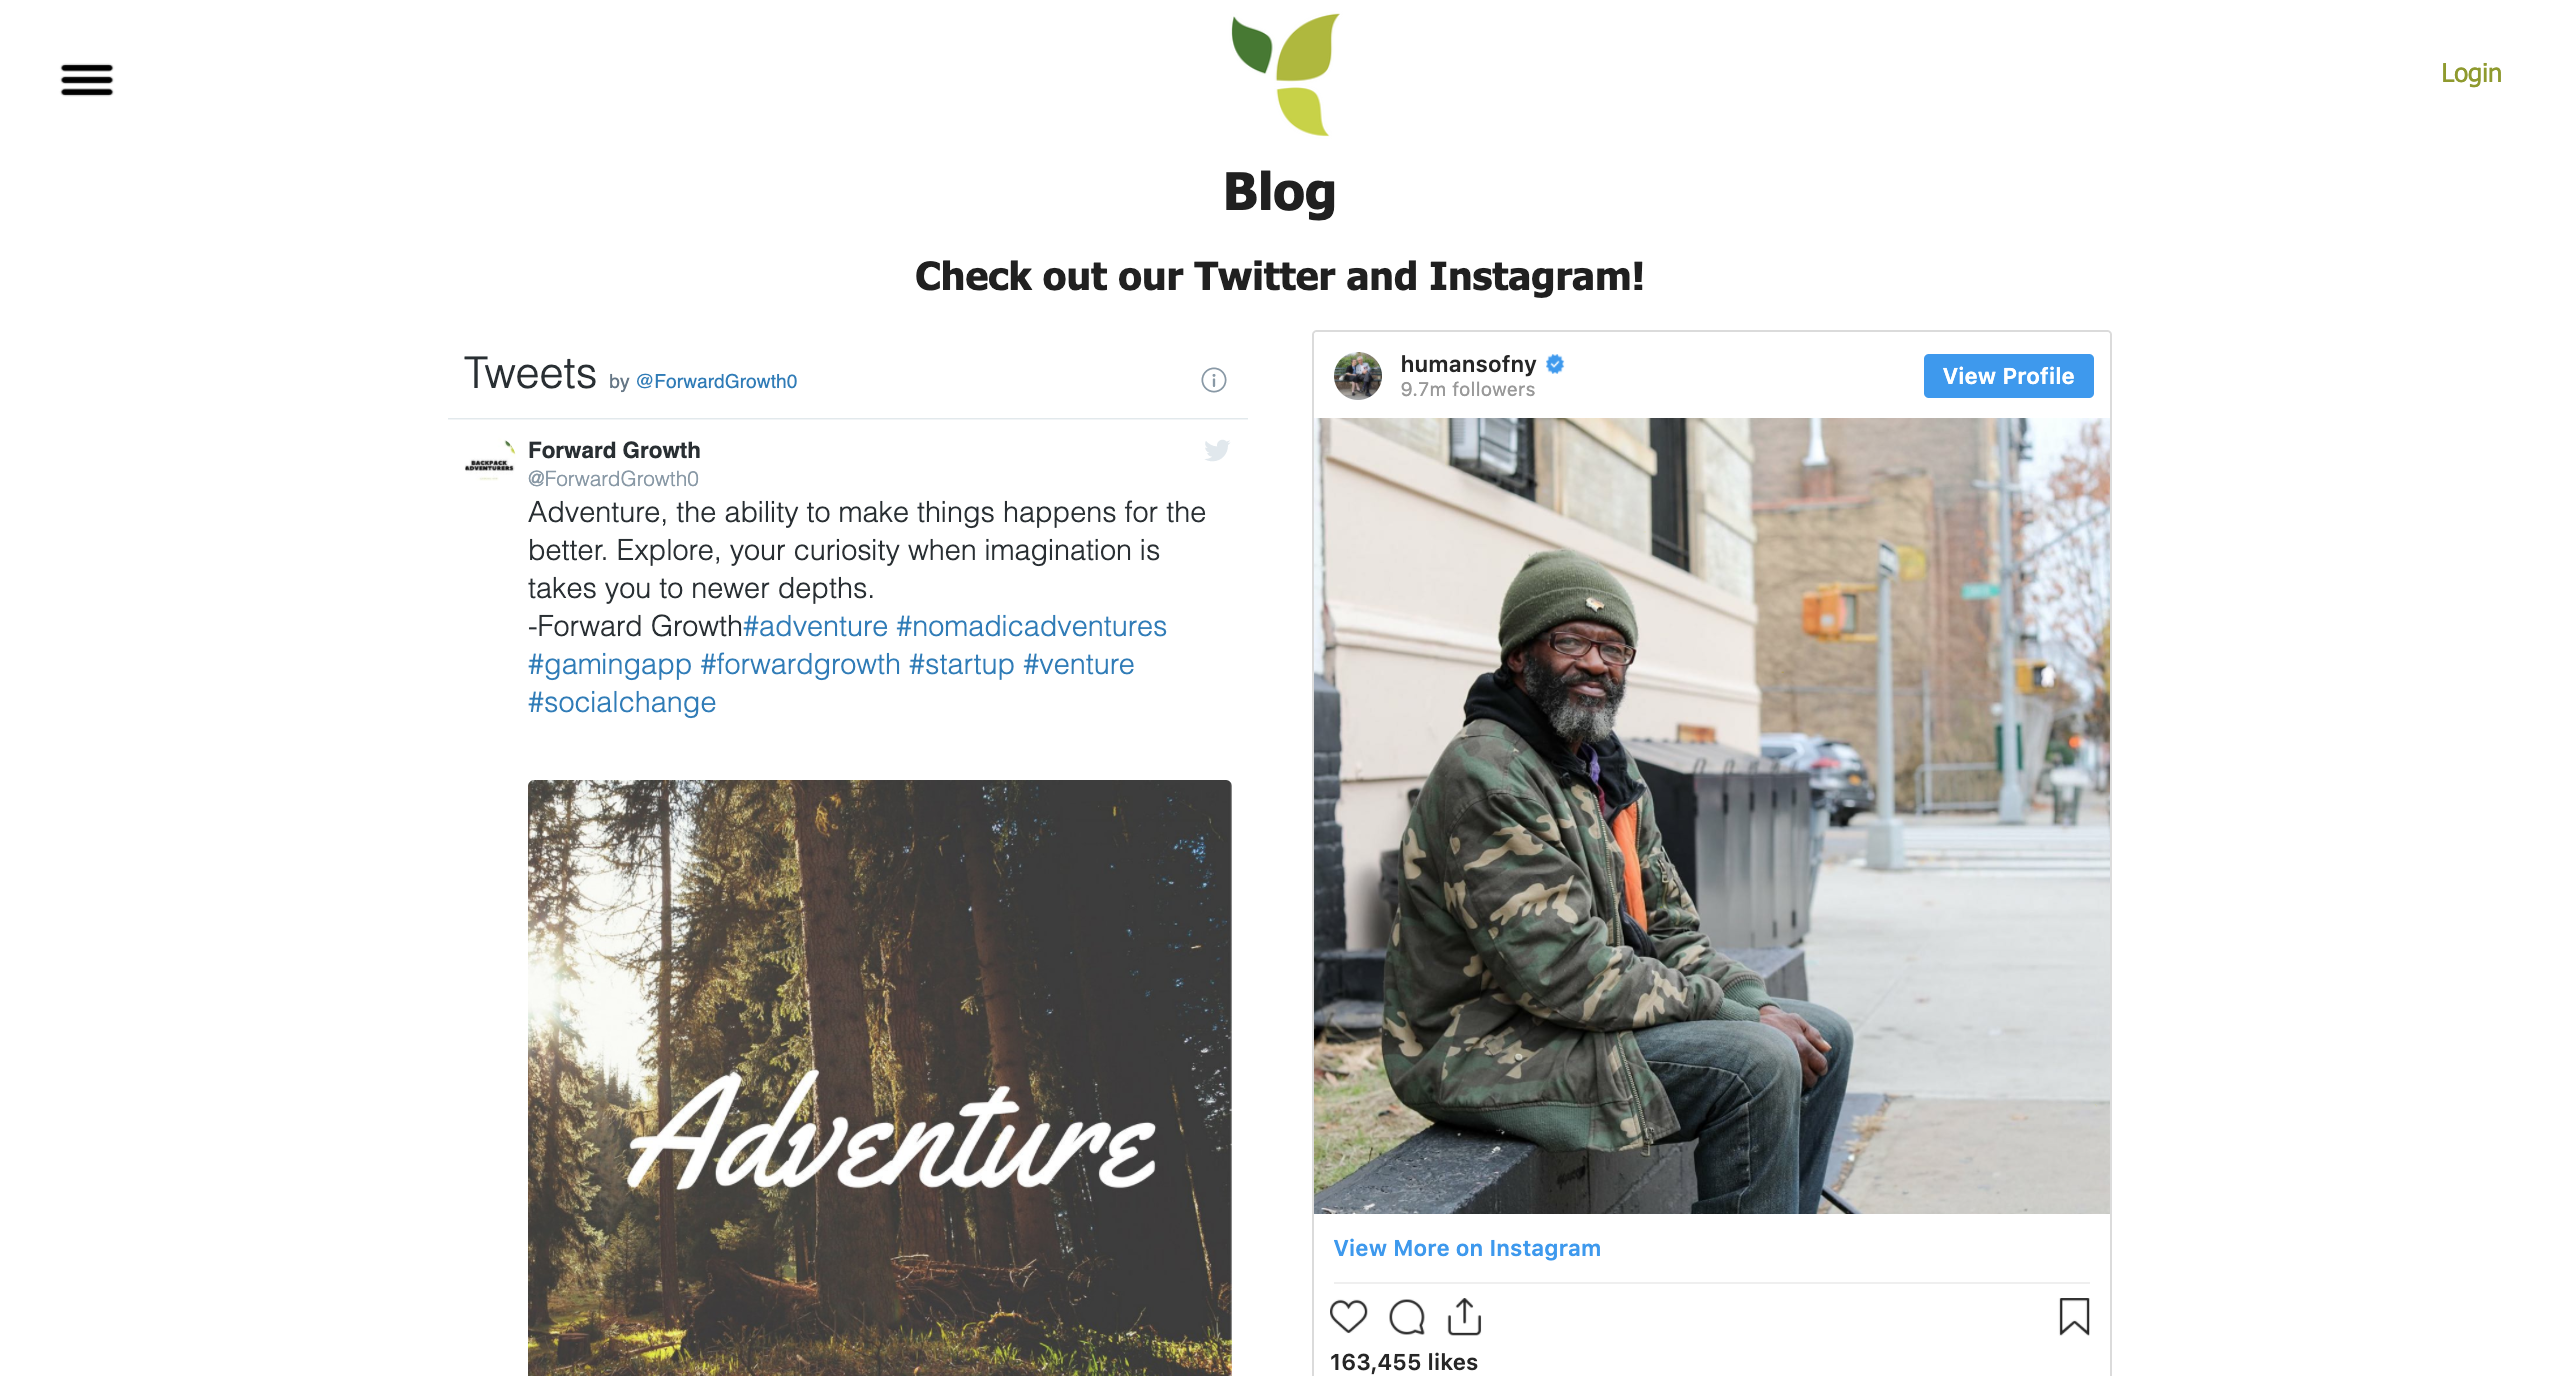 Login
Blog
Check out our Twitter and Instagram!
Tweets by @ForwardGrowth0
BACKPACK
ADVENTURERS
Forward Growth
@ForwardGrowth0
Adventure, the ability to make things happens for the
better. Explore, your curiosity when imagination is
takes you to newer depths.
-Forward Growth#adventure #nomadicadventures
#gamingapp #forwardgrowth #startup #venture
#socialchange
Adventure
humansofny
9.7m followers
View Profile
View More on Instagram
163,455 likes